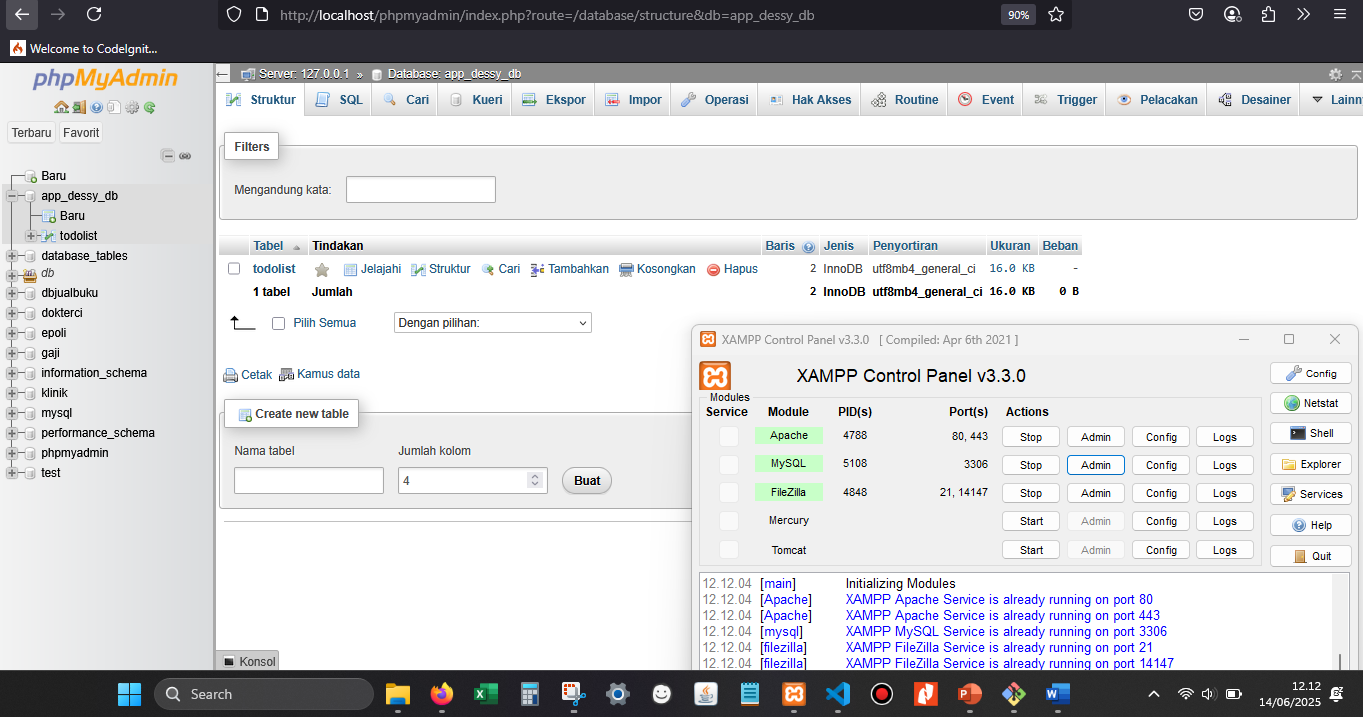 http://localhost/phpmyadmin/index.php?route=/database/structure&db=app_dessy_db 90%
Welcome to CodeIgnit...
phpMyAdmin
Terbaru Favorit
Baru
app_dessy_db
Baru
todolist
database_tables
db
dbjualbuku
dokterci
epoli
gaji
information_schema
klinik
mysql
performance_schema
phpmyadmin
test
Server: 127.0.0.1 » Database: app_dessy_db
Struktur SQL Cari Kueri Ekspor Impor Operasi Hak Akses Routine Event Trigger Pelacakan Desainer Lainn
Filters
Mengandung kata:
Tabel Tindakan Baris Jenis Penyortiran Ukuran Beban
todolist Jelajahi Struktur Cari Tambahkan Kosongkan Hapus 2 InnoDB utf8mb4_general_ci 16.0 KB -
1 tabel Jumlah 2 InnoDB utf8mb4_general_ci 16.0 KB 0 B
Pilih Semua Dengan pilihan:
Cetak Kamus data
Create new table
Nama tabel Jumlah kolom
4 Buat
Konsol
XAMPP Control Panel v3.3.0 [ Compiled: Apr 6th 2021 ]
XAMPP Control Panel v3.3.0
Modules
Service Module PID(s) Port(s) Actions
Apache 4788 80, 443 Stop Admin Config Logs
MySQL 5108 3306 Stop Admin Config Logs
FileZilla 4848 21, 14147 Stop Admin Config Logs
Mercury Start Admin Config Logs
Tomcat Start Admin Config Logs
Config
Netstat
Shell
Explorer
Services
Help
Quit
12.12.04 [main] Initializing Modules
12.12.04 [Apache] XAMPP Apache Service is already running on port 80
12.12.04 [Apache] XAMPP Apache Service is already running on port 443
12.12.04 [mysql] XAMPP MySQL Service is already running on port 3306
12.12.04 [filezilla] XAMPP FileZilla Service is already running on port 21
12.12.04 [filezilla] XAMPP FileZilla Service is already running on port 14147
Search
12.12
14/06/2025